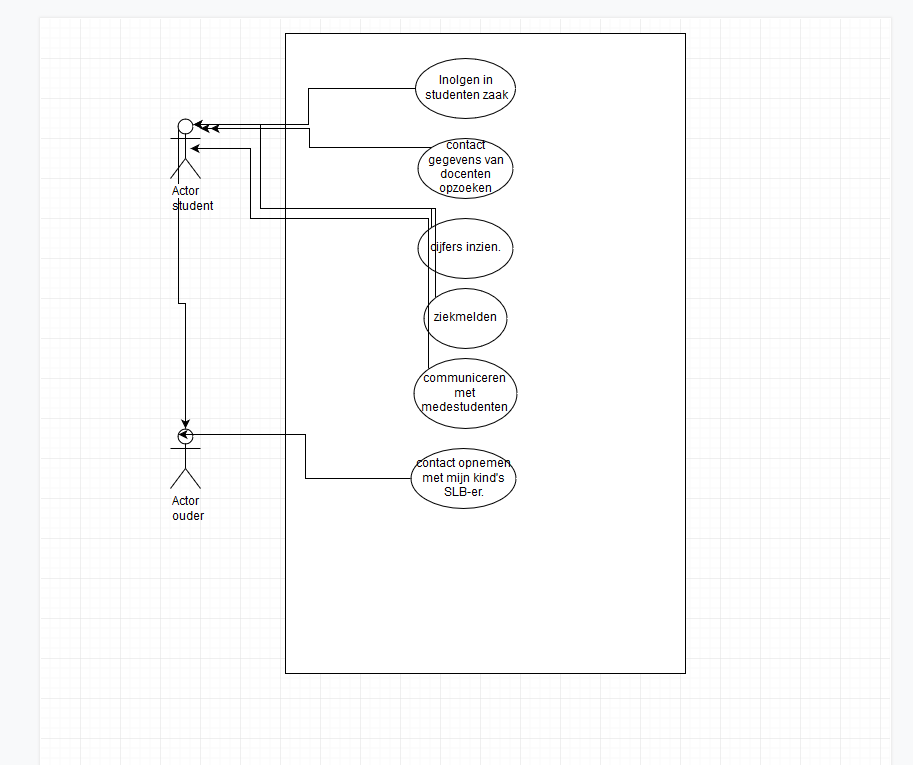 Inolgen in
studenten zaak
contact
gegevens van
docenten
opzoeken
Actor
student
cijfers inzien.
ziekmelden
communiceren
met
medestudenten
contact opnemen
met mijn kind's
SLB-er.
Actor
ouder